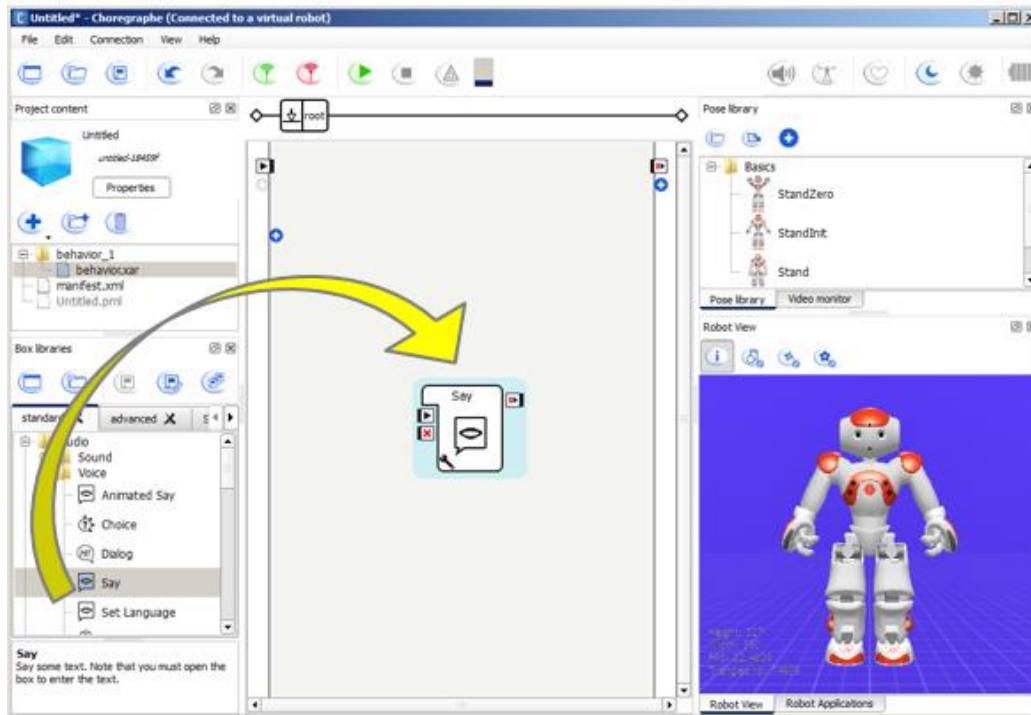 Untitled* - Choregraphe (Connected to a virtual robot)
File Edit Connection View Help
Project content
Untitled
Properties
behavior_1
behavior.xar
manifest.xml
Untitled.pml
Box libraries
standar
advanced
Sound
Voice
Animated Say
Choice
Dialog
Say
Set Language
Say
Say some text. Note that you must open the
box to enter the text.
root
Say
Pose library
Basics
StandZero
StandInit
Stand
Pose library Video monitor
Robot View
Robot View Robot Applications